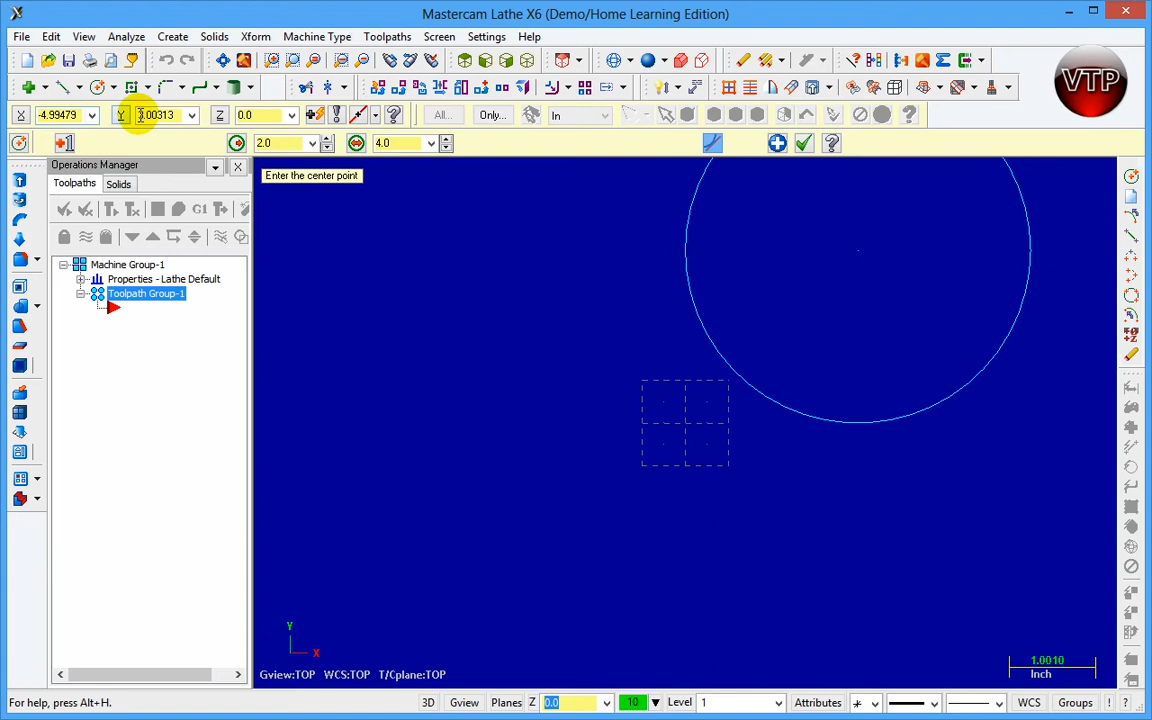 Mastercam Lathe X6 (Demo/Home Learning Edition)
File Edit View Analyze Create Solids Xform Machine Type Toolpaths Screen Settings Help
VTP
X -4.99479 Y .00313 Z 0.0 All... Only... In
2.0 4.0
Operations Manager
Toolpaths Solids
G1
Enter the center point
Machine Group-1
Properties - Lathe Default
Toolpath Group-1
Y
X
1.0010
Inch
Gview:TOP WCS:TOP T/Cplane:TOP
For help, press Alt+H.
3D Gview Planes Z 0.0 10 Level 1 Attributes WCS Groups ! ?